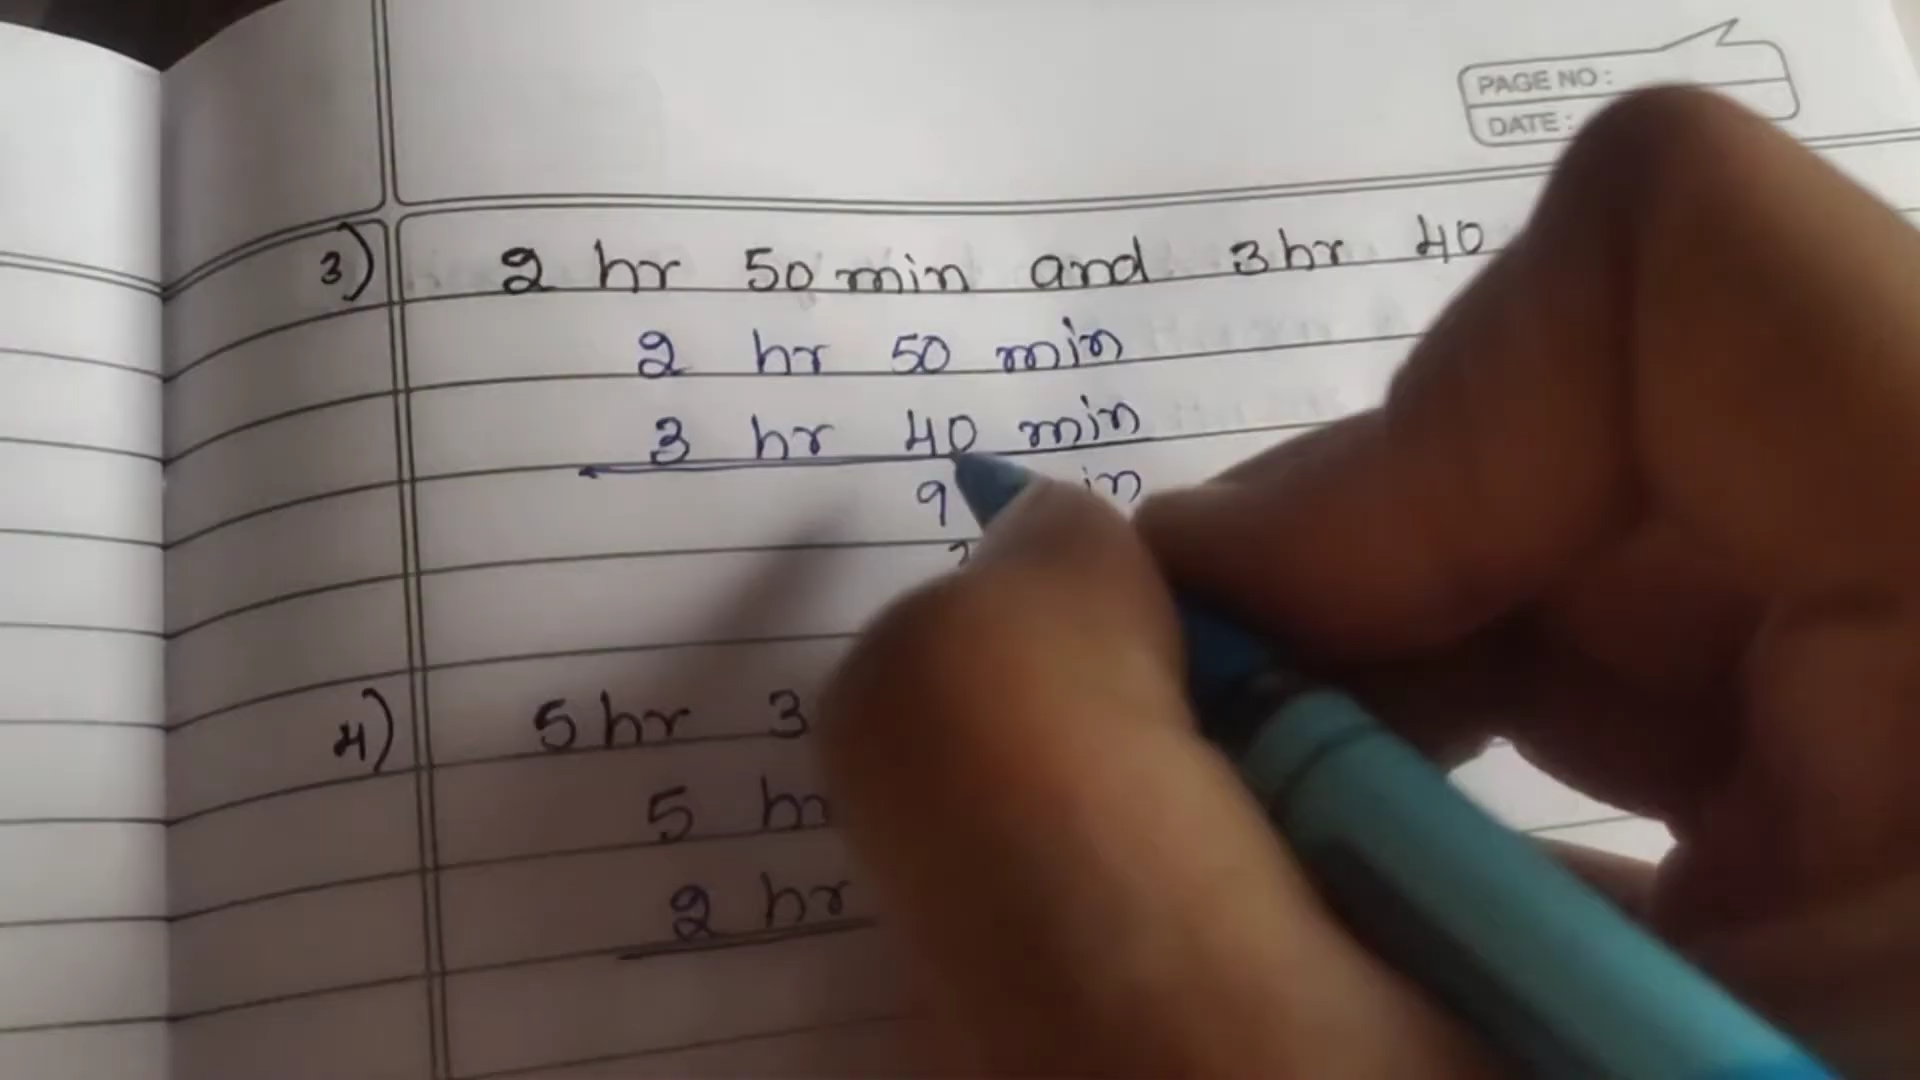 PAGE NO :
DATE :
3) 2 hr 50 min and 3 hr 40
2 hr 50 min
3 hr 40 min
9
4) 5 hr 3
5 hr
2 hr